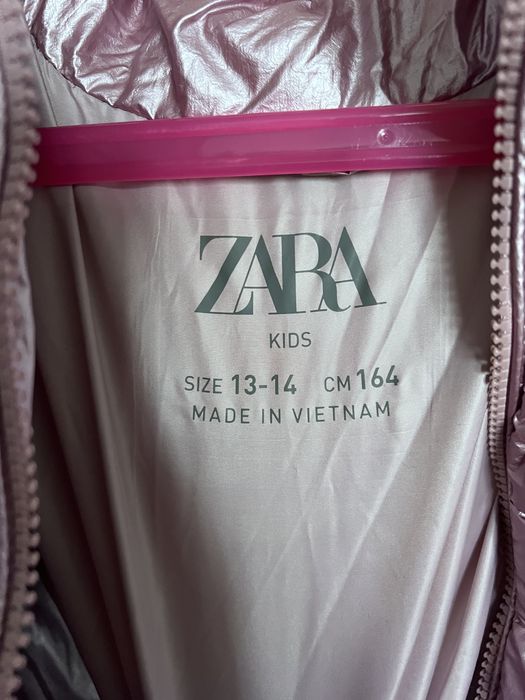 ZARA
KIDS
SIZE 13-14 CM 164
MADE IN VIETNAM